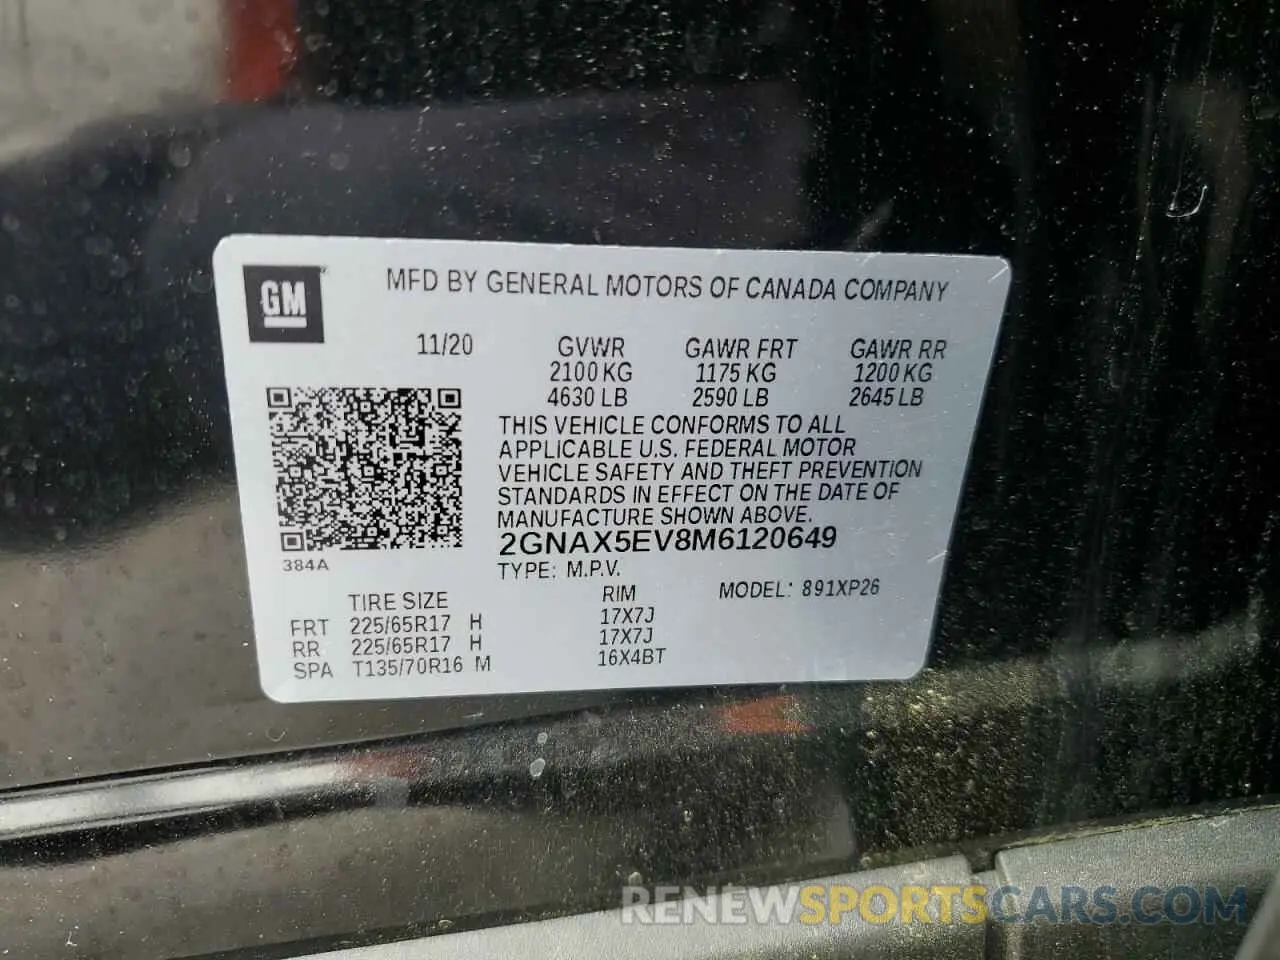 GM
MFD BY GENERAL MOTORS OF CANADA COMPANY
11/20 GVWR GAWR FRT GAWR RR
2100 KG 1175 KG 1200 KG
4630 LB 2590 LB 2645 LB
THIS VEHICLE CONFORMS TO ALL
APPLICABLE U.S. FEDERAL MOTOR
VEHICLE SAFETY AND THEFT PREVENTION
STANDARDS IN EFFECT ON THE DATE OF
MANUFACTURE SHOWN ABOVE.
2GNAX5EV8M6120649
384A
TYPE: M.P.V.
TIRE SIZE RIM MODEL: 891XP26
FRT 225/65R17 H 17X7J
RR 225/65R17 H 17X7J
SPA T135/70R16 M 16X4BT
RENEWSPORTSCARS.COM